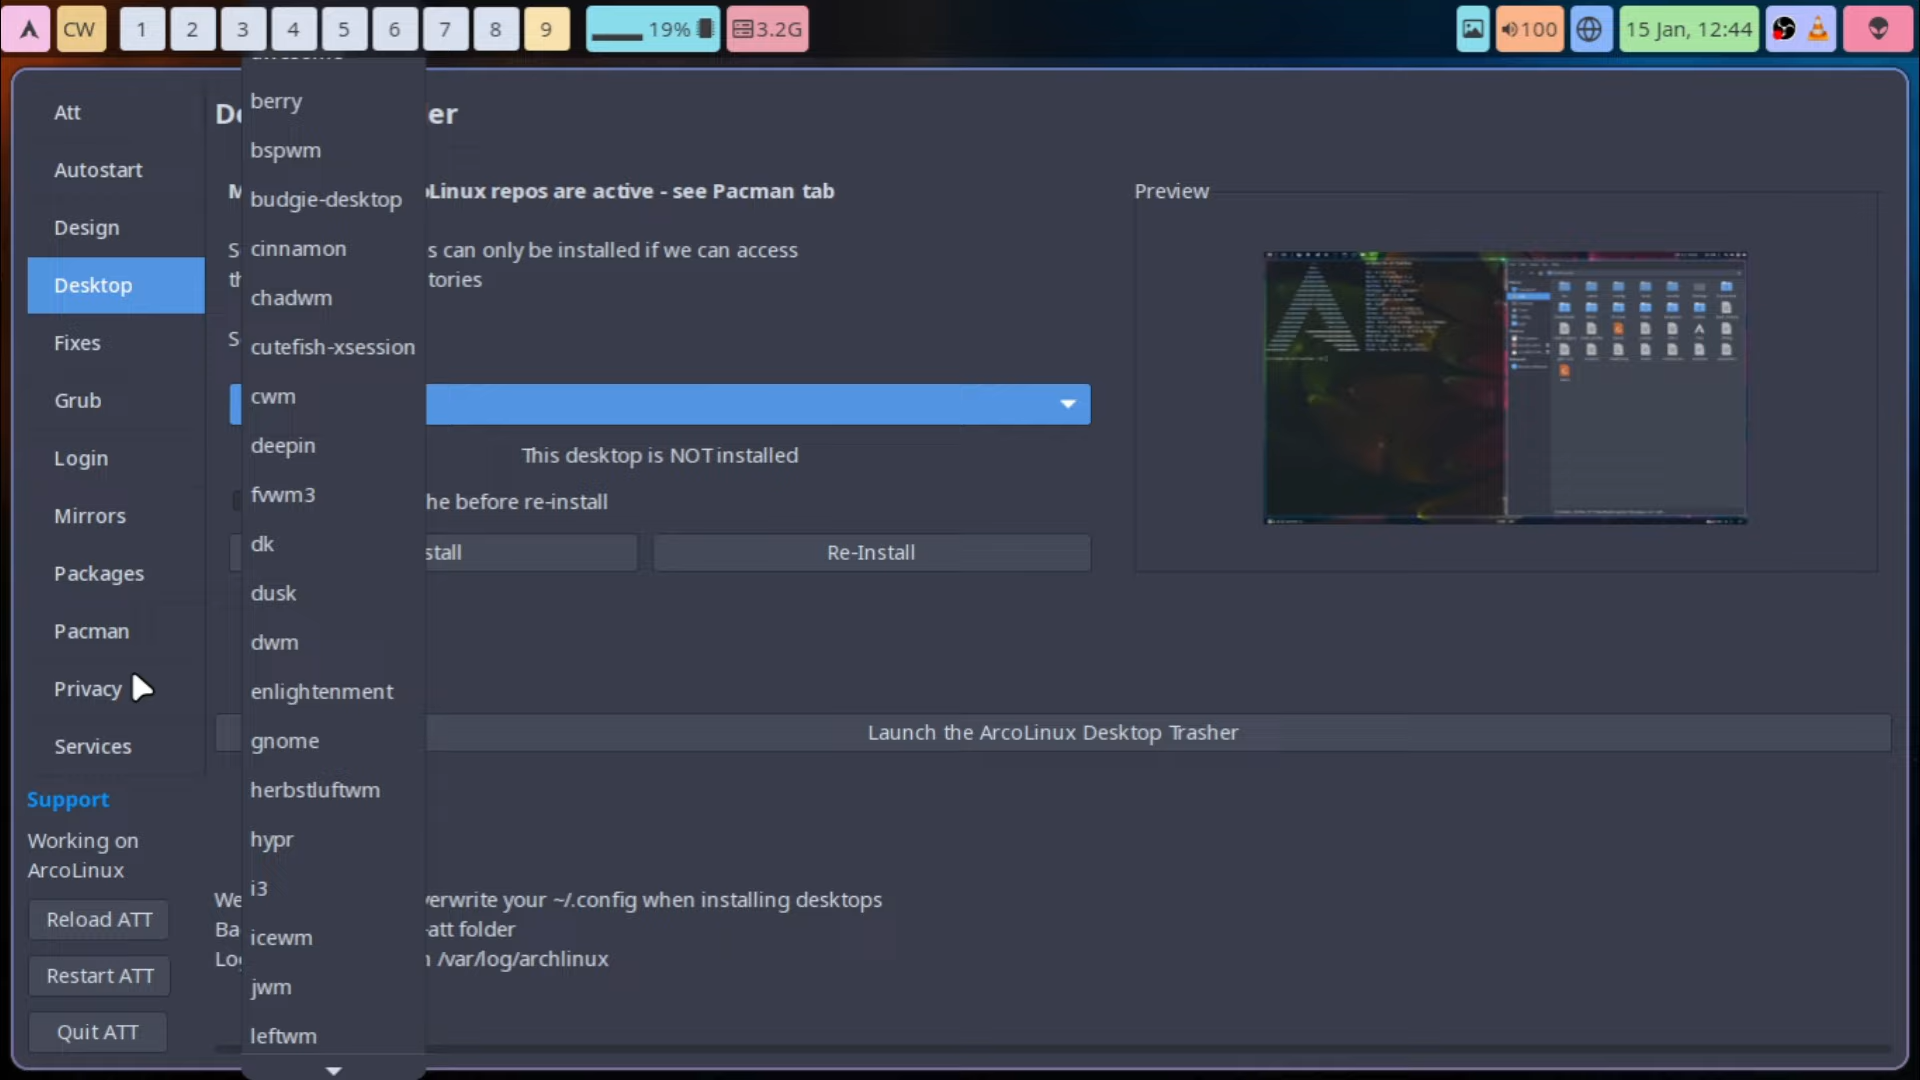 CW 1 2 3 4 5 6 7 8 9 19% 3.2G 100 15 Jan, 12:44
Att
Autostart
Design
Desktop
Fixes
Grub
Login
Mirrors
Packages
Pacman
Privacy
Services
Support
Working on
ArcoLinux
Reload ATT
Restart ATT
Quit ATT
berry
bspwm
budgie-desktop
cinnamon
chadwm
cutefish-xsession
cwm
deepin
fvwm3
dk
dusk
dwm
enlightenment
gnome
herbstluftwm
hypr
i3
icewm
jwm
leftwm
De er
M oLinux repos are active - see Pacman tab
S s can only be installed if we can access
th tories
S
This desktop is NOT installed
he before re-install
stall
Re-Install
Launch the ArcoLinux Desktop Trasher
We verwrite your ~/.config when installing desktops
Ba -att folder
Log n /var/log/archlinux
Preview